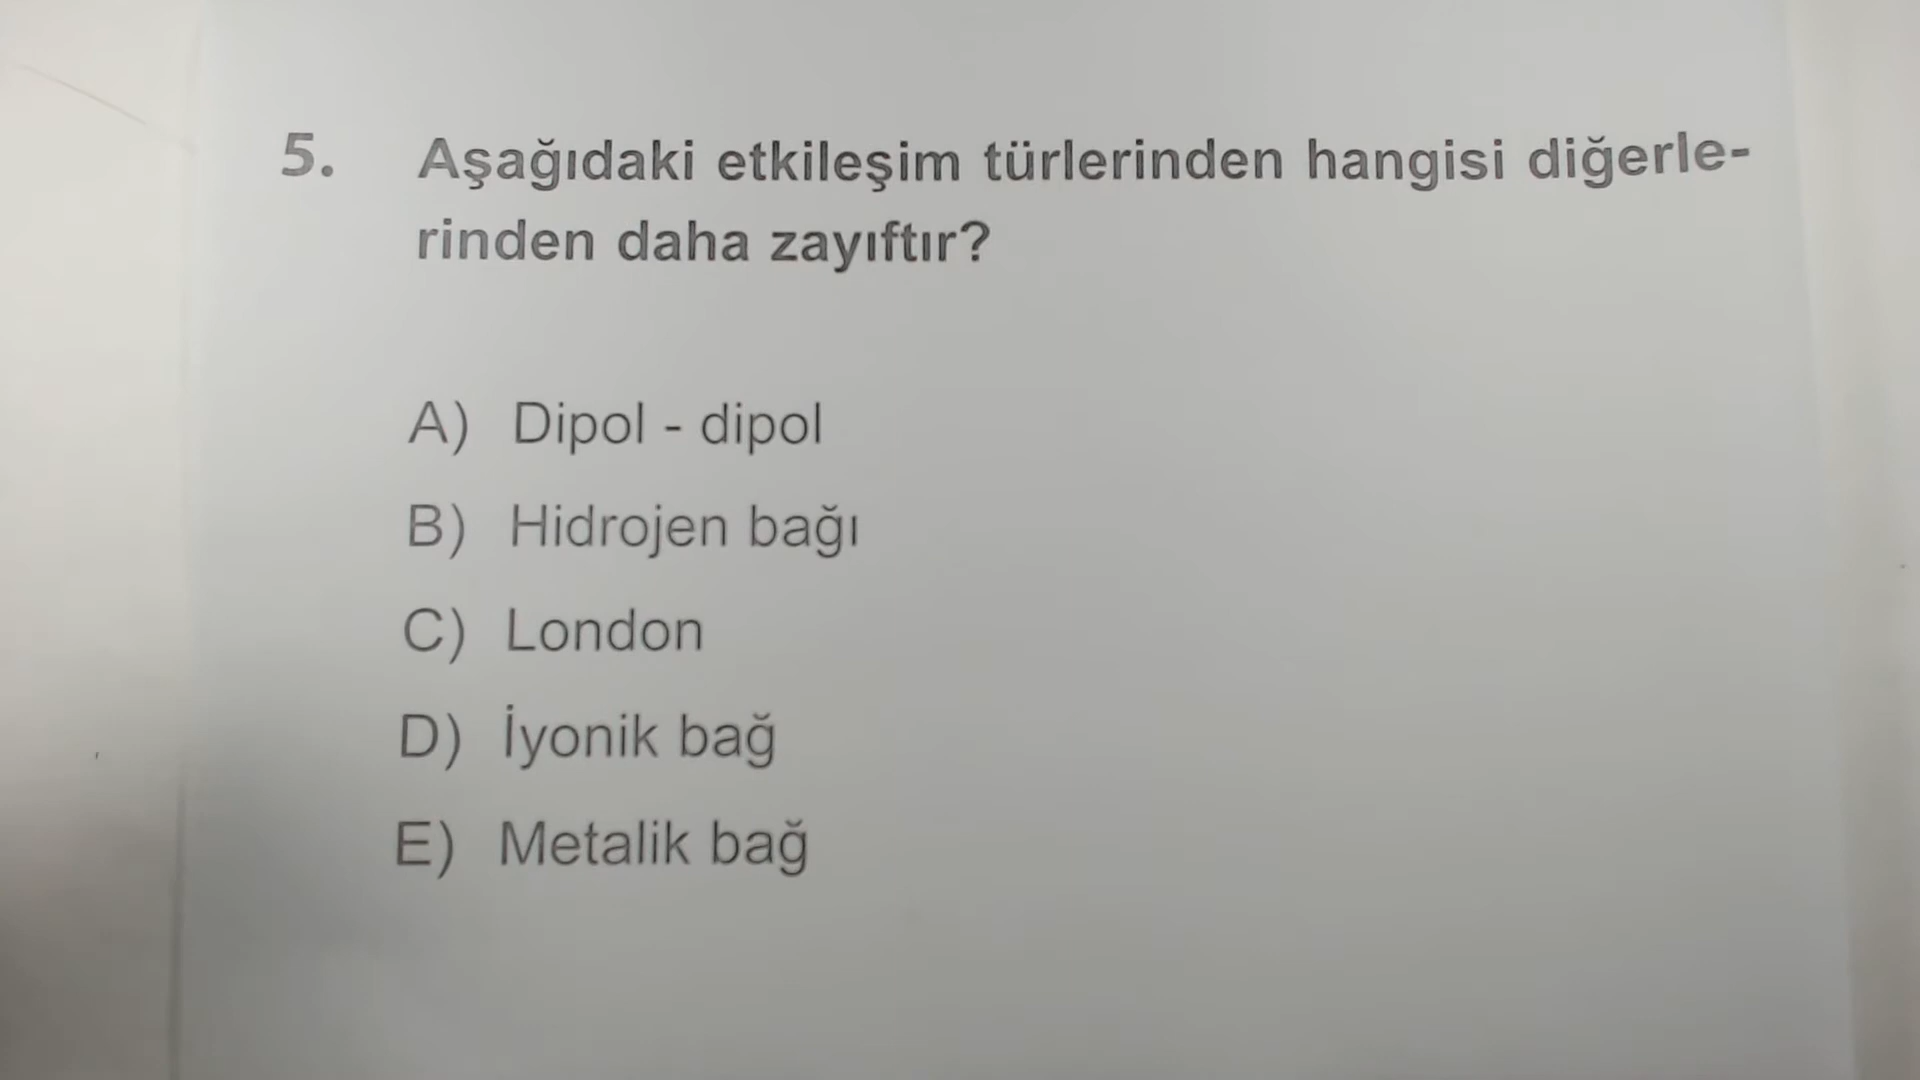 5. Aşağıdaki etkileşim türlerinden hangisi diğerle-
rinden daha zayıftır?
A) Dipol - dipol
B) Hidrojen bağı
C) London
D) İyonik bağ
E) Metalik bağ